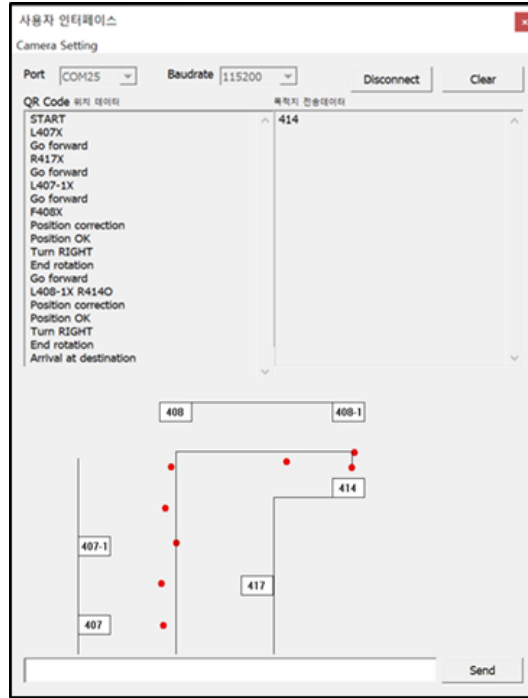 사용자 인터페이스
x
Camera Setting
Port COM25 Baudrate 115200 Disconnect Clear
QR Code 위치 데이터
목적지 전송데이터
START
L407X
Go forward
R417X
Go forward
L407-1X
Go forward
F408X
Position correction
Position OK
Turn RIGHT
End rotation
Go forward
L408-1X R414O
Position correction
Position OK
Turn RIGHT
End rotation
Arrival at destination
414
408 408-1
414
407-1
417
407
Send